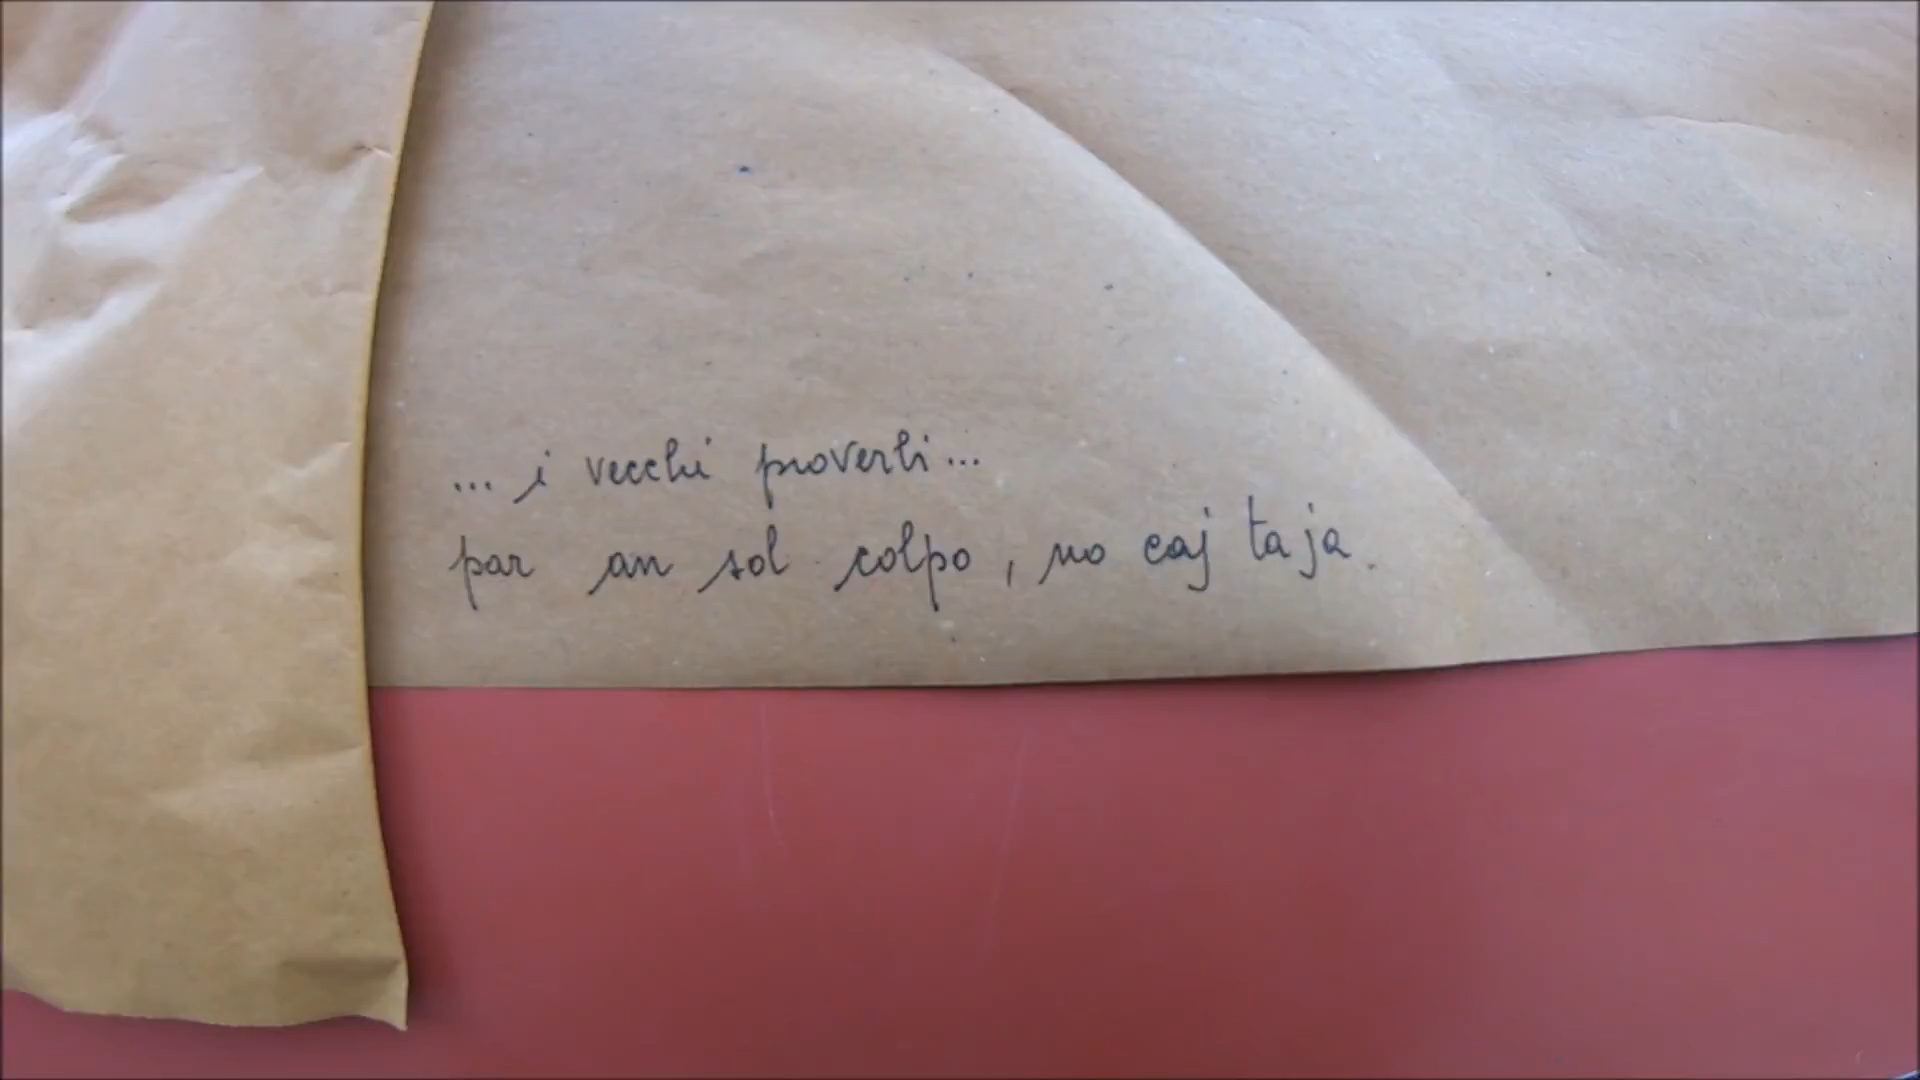 ... i vecchi proverbi...
par an sol colpo, no caj taja.